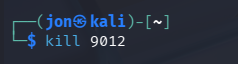 ┌──(jon㉿kali)-[~]
└─$ kill 9012